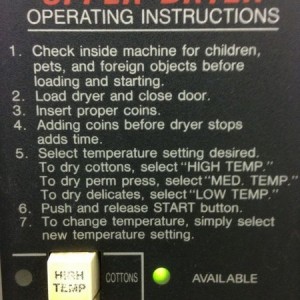 UPPER DRYER
OPERATING INSTRUCTIONS
1. Check inside machine for children,
pets, and foreign objects before
loading and starting.
2. Load dryer and close door.
3. Insert proper coins.
4. Adding coins before dryer stops
adds time.
5. Select temperature setting desired.
To dry cottons, select "HIGH TEMP."
To dry perm press, select "MED. TEMP."
To dry delicates, select "LOW TEMP."
6. Push and release START button.
7. To change temperature, simply select
new temperature setting.
HIGH
TEMP
COTTONS
AVAILABLE